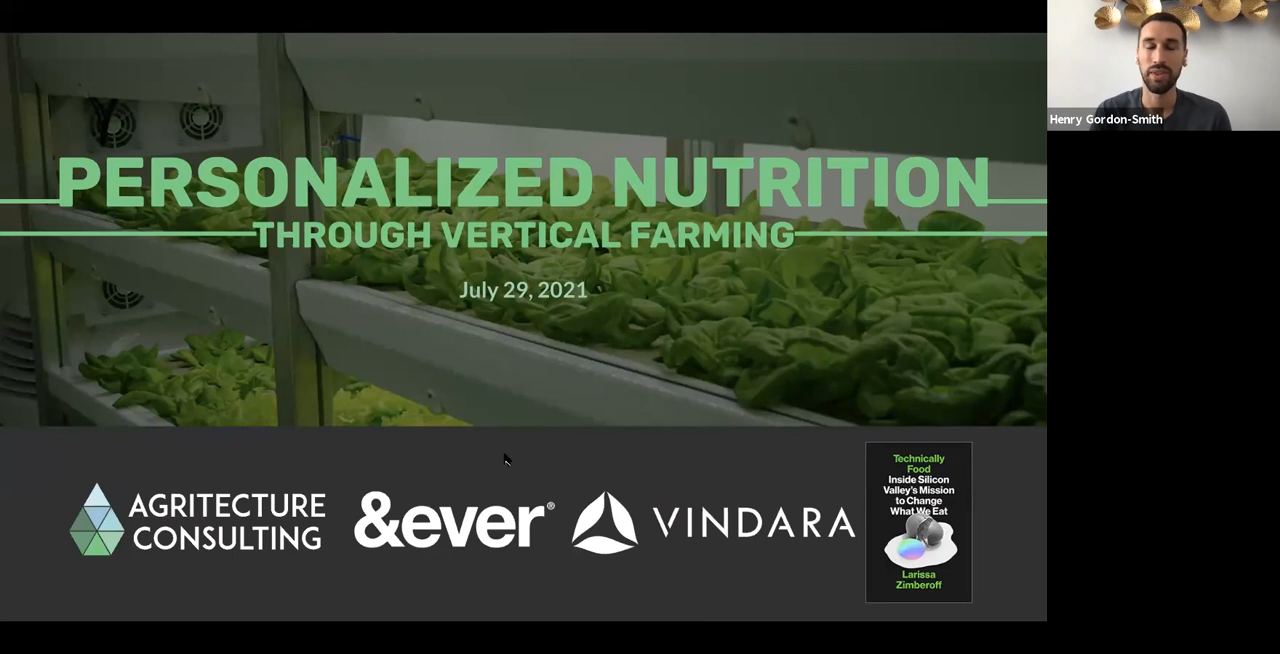 PERSONALIZED NUTRITION
THROUGH VERTICAL FARMING
July 29, 2021
AGRITECTURE
CONSULTING
&ever®
VINDARA
Technically
Food
Inside Silicon
Valley's Mission
to Change
What We Eat
Larissa
Zimberoff
Henry Gordon-Smith